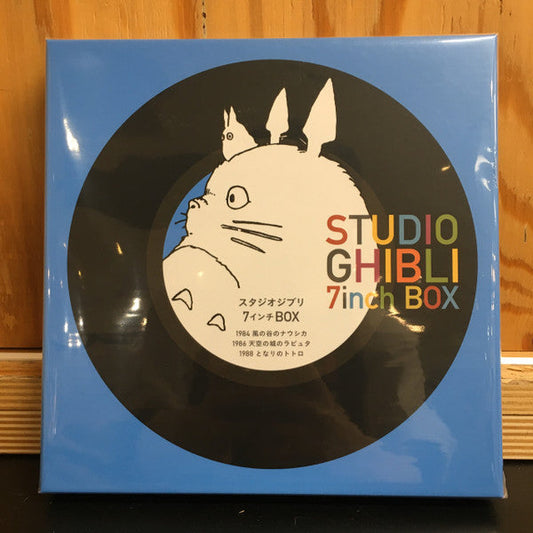 STUDIO
GHIBLI
7inch BOX
スタジオジブリ
7インチBOX
1984 風の谷のナウシカ
1986 天空の城のラピュタ
1988 となりのトトロ